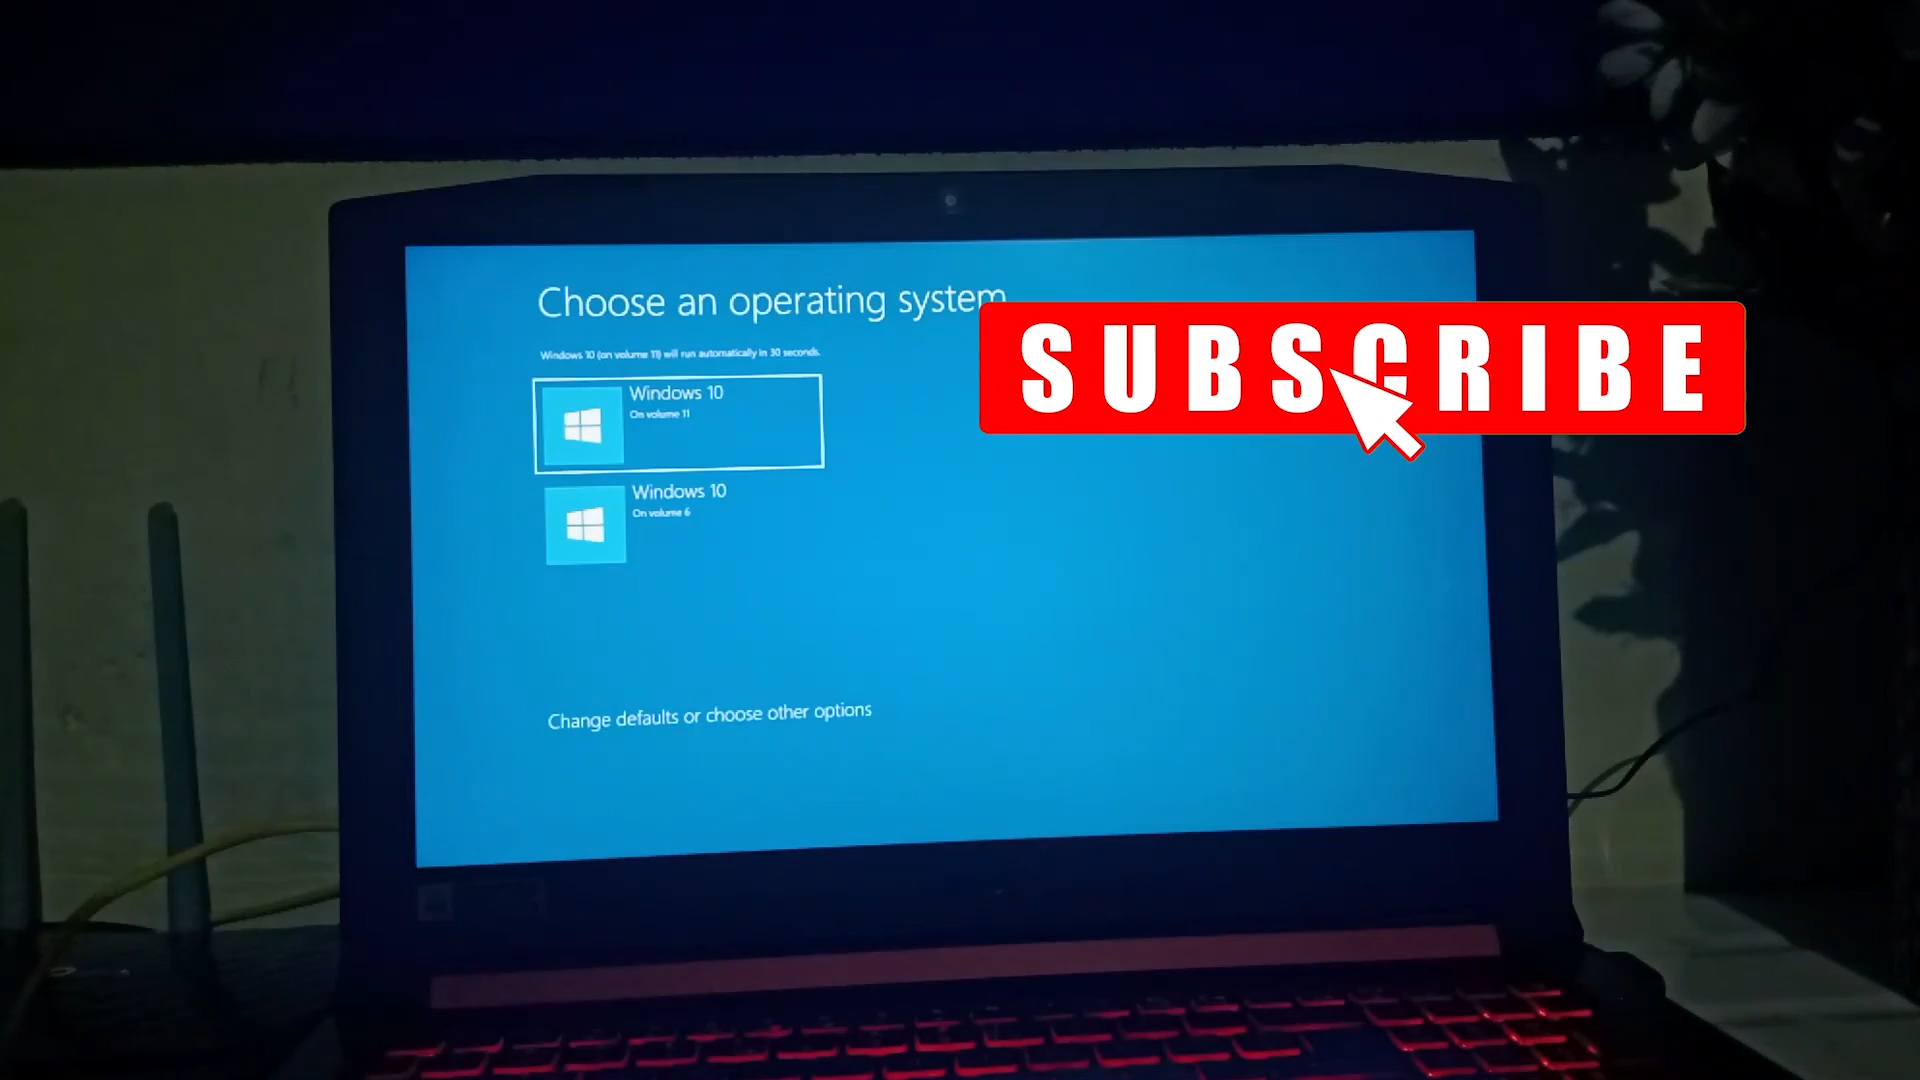 Choose an operating system
Windows 10 (on volume 11) will run automatically in 30 seconds.
Windows 10
On volume 11
Windows 10
On volume 6
Change defaults or choose other options
SUBSCRIBE